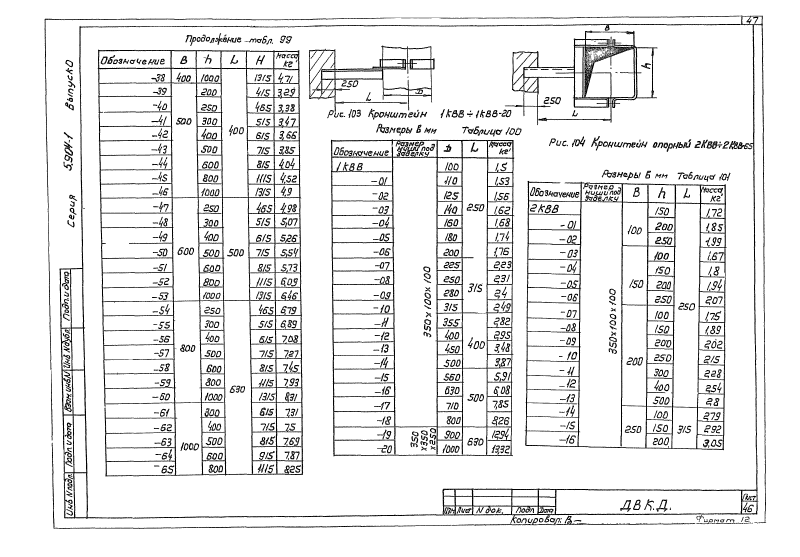 47
Продолжение табл. 99
Обозначение B h L H масса кг
-38 400 1000 1315 4,71
-39 200 415 3,29
-40 250 465 3,38
-41 500 300 400 515 3,47
-42 400 615 3,66
-43 500 715 3,85
-44 600 815 4,04
-45 800 1115 4,52
-46 1000 1315 4,9
-47 250 465 4,98
-48 300 515 5,07
-49 400 615 5,26
-50 600 500 500 715 5,54
-51 600 815 5,73
-52 800 1115 6,09
-53 1000 1315 6,46
-54 250 465 6,79
-55 300 515 6,89
-56 400 615 7,08
-57 800 500 715 7,27
-58 600 815 7,45
-59 800 630 1115 7,93
-60 1000 1315 8,31
-61 800 615 7,31
-62 400 715 7,5
-63 1000 500 815 7,69
-64 600 915 7,87
-65 800 1115 8,25
250
L
D
Рис. 103 Кронштейн 1КВВ÷1КВВ-20
Размеры в мм Таблица 100
Обозначение Размер ниши под заделку D L масса кг
1КВВ 100 1,5
-01 110 1,53
-02 125 1,56
-03 140 250 1,62
-04 160 1,68
-05 180 1,74
-06 200 1,76
-07 225 2,23
-08 350x100x100 250 2,31
-09 280 315 2,4
-10 315 2,49
-11 355 2,82
-12 400 2,95
-13 450 400 3,48
-14 500 3,87
-15 560 5,91
-16 630 6,08
-17 710 500 7,85
-18 800 8,26
-19 350x350x250 900 630 12,94
-20 1000 13,32
B
h
250
L
Рис. 104 Кронштейн опорный 2КВВ÷2КВВ-65
Размеры в мм Таблица 101
Обозначение Размер ниши под заделку B h L масса кг
2КВВ 150 1,72
-01 100 200 1,85
-02 250 1,99
-03 100 1,67
-04 150 1,8
-05 150 200 1,94
-06 250 250 2,07
-07 350x100x100 100 1,75
-08 150 1,89
-09 200 2,02
-10 200 250 2,15
-11 300 2,28
-12 400 2,54
-13 500 2,8
-14 100 2,79
-15 250 150 315 2,92
-16 200 3,05
Серия 5.904-1 Выпуск 0
Подп. и дата
Инв. № дубл.
Взам. инв. №
Подп. и дата
Инв. № подл.
Изм. Лист N док. Подп. Дата
ДВК.Д.
Лист
46
Копировал:
Формат 12